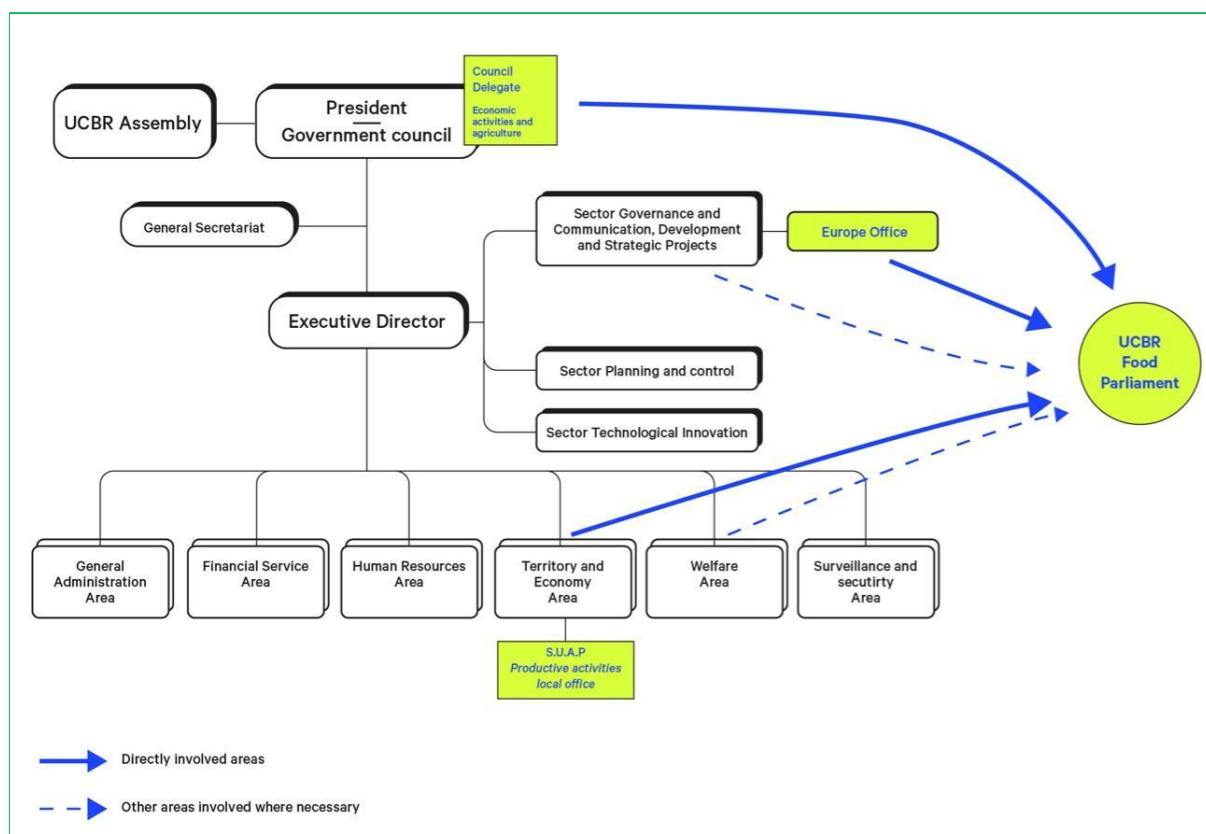 UCBR Assembly
President
Government council
Council
Delegate
Economic
activities and
agriculture
General Secretariat
Sector Governance and
Communication, Development
and Strategic Projects
Europe Office
Executive Director
UCBR
Food
Parliament
Sector Planning and control
Sector Technological Innovation
General
Administration
Area
Financial Service
Area
Human Resources
Area
Territory and
Economy
Area
Welfare
Area
Surveillance and
secutirty
Area
S.U.A.P
Productive activities
local office
Directly involved areas
Other areas involved where necessary